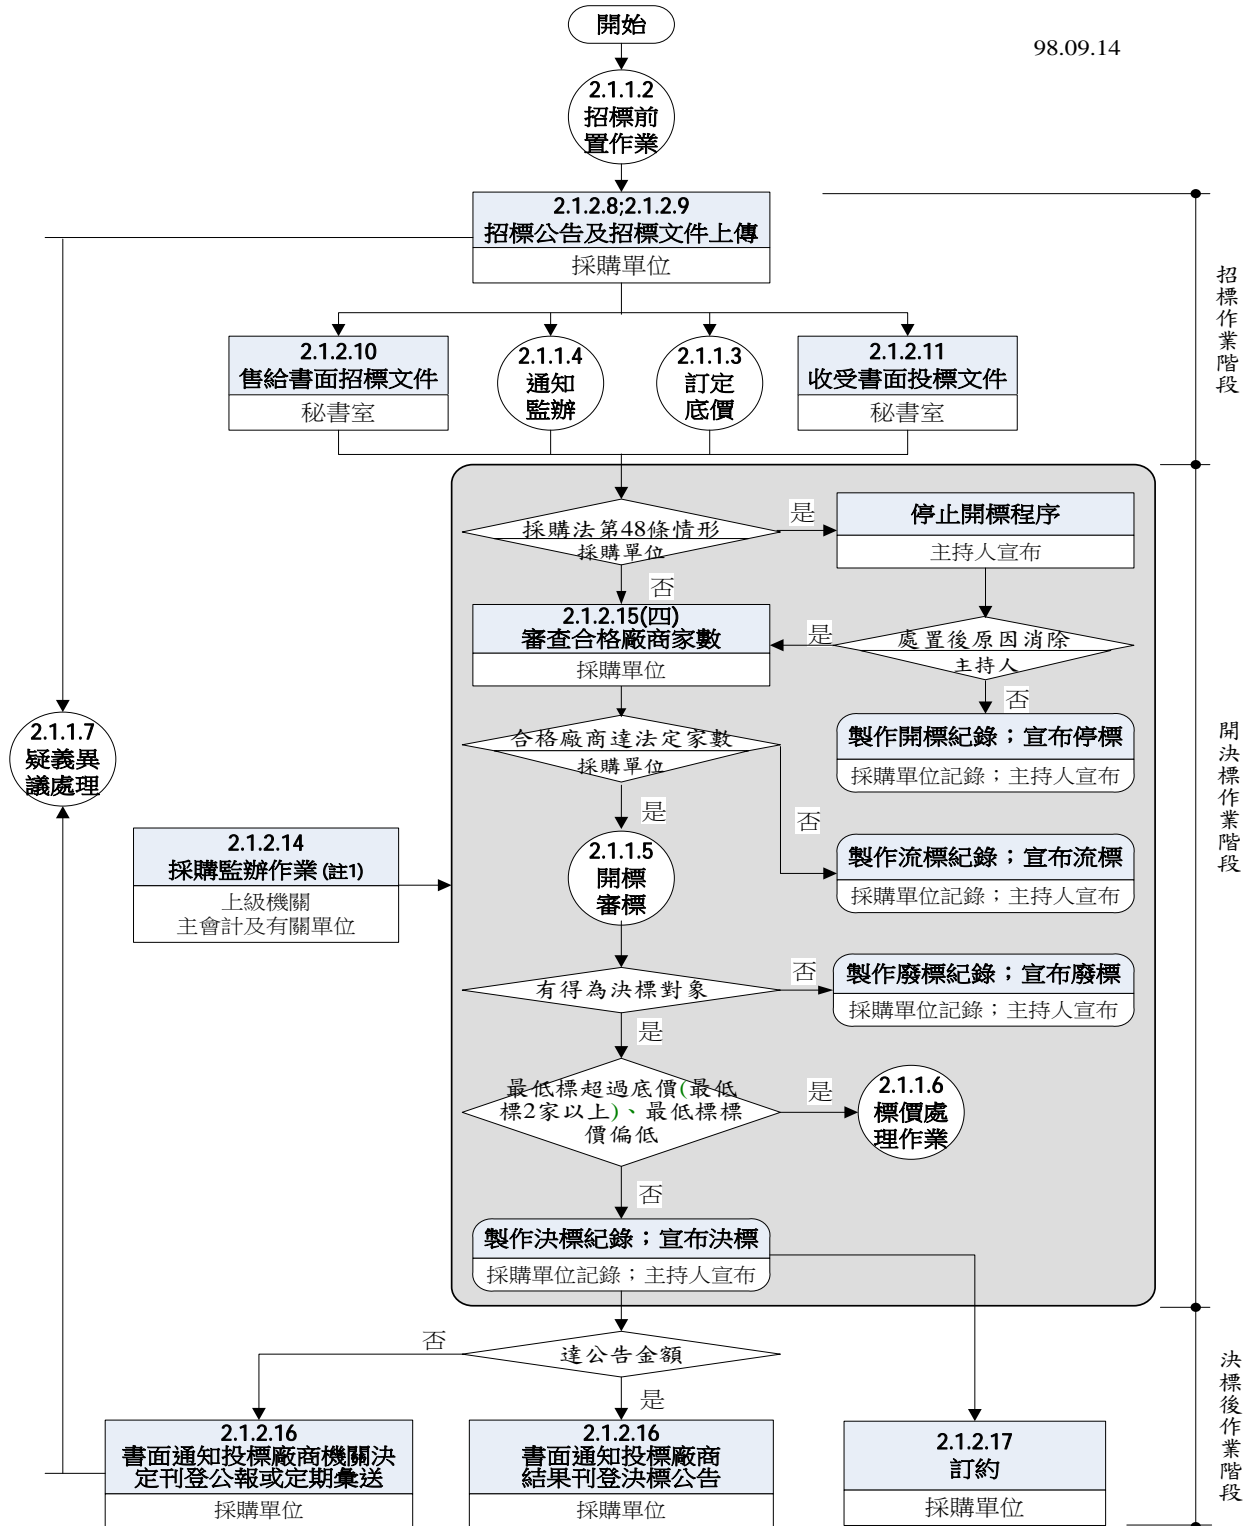 開始
98.09.14
2.1.1.2
招標前
置作業
2.1.2.8;2.1.2.9
招標公告及招標文件上傳
採購單位
招標作業階段
2.1.2.10
售給書面招標文件
秘書室
2.1.1.4
通知
監辦
2.1.1.3
訂定
底價
2.1.2.11
收受書面投標文件
秘書室
採購法第48條情形
採購單位
是
停止開標程序
主持人宣布
否
2.1.2.15(四)
審查合格廠商家數
採購單位
是
處置後原因消除
主持人
否
製作開標紀錄；宣布停標
採購單位記錄；主持人宣布
合格廠商達法定家數
採購單位
2.1.1.7
疑義異
議處理
開決標作業階段
是
否
2.1.2.14
採購監辦作業(註1)
上級機關
主會計及有關單位
2.1.1.5
開標
審標
製作流標紀錄；宣布流標
採購單位記錄；主持人宣布
有得為決標對象
否
製作廢標紀錄；宣布廢標
採購單位記錄；主持人宣布
是
最低標超過底價(最低
標2家以上)、最低標標
價偏低
是
2.1.1.6
標價處
理作業
否
製作決標紀錄；宣布決標
採購單位記錄；主持人宣布
否
達公告金額
是
決標後作業階段
2.1.2.16
書面通知投標廠商機關決
定刊登公報或定期彙送
採購單位
2.1.2.16
書面通知投標廠商
結果刊登決標公告
採購單位
2.1.2.17
訂約
採購單位